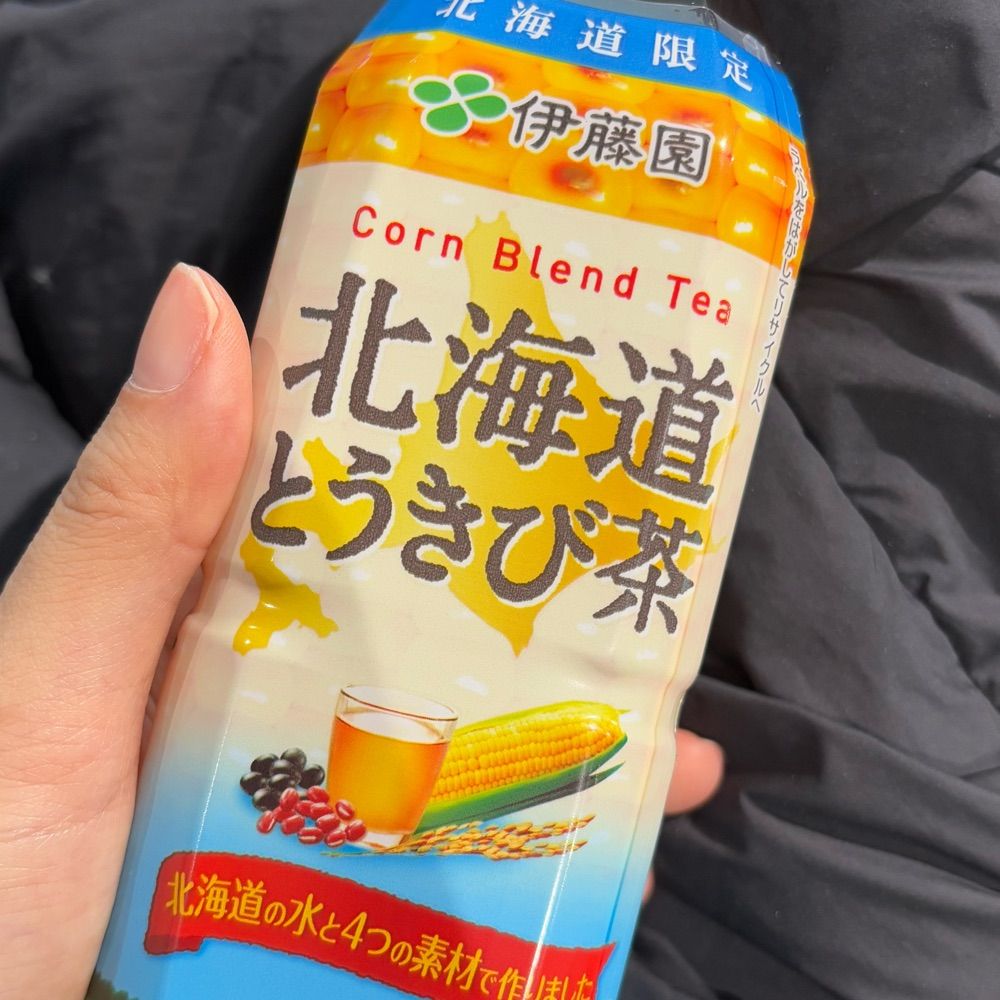 北海道限定
伊藤園
Corn Blend Tea
北海道
とうきび茶
ラベルをはがしてリサイクルへ
北海道の水と4つの素材で作りました